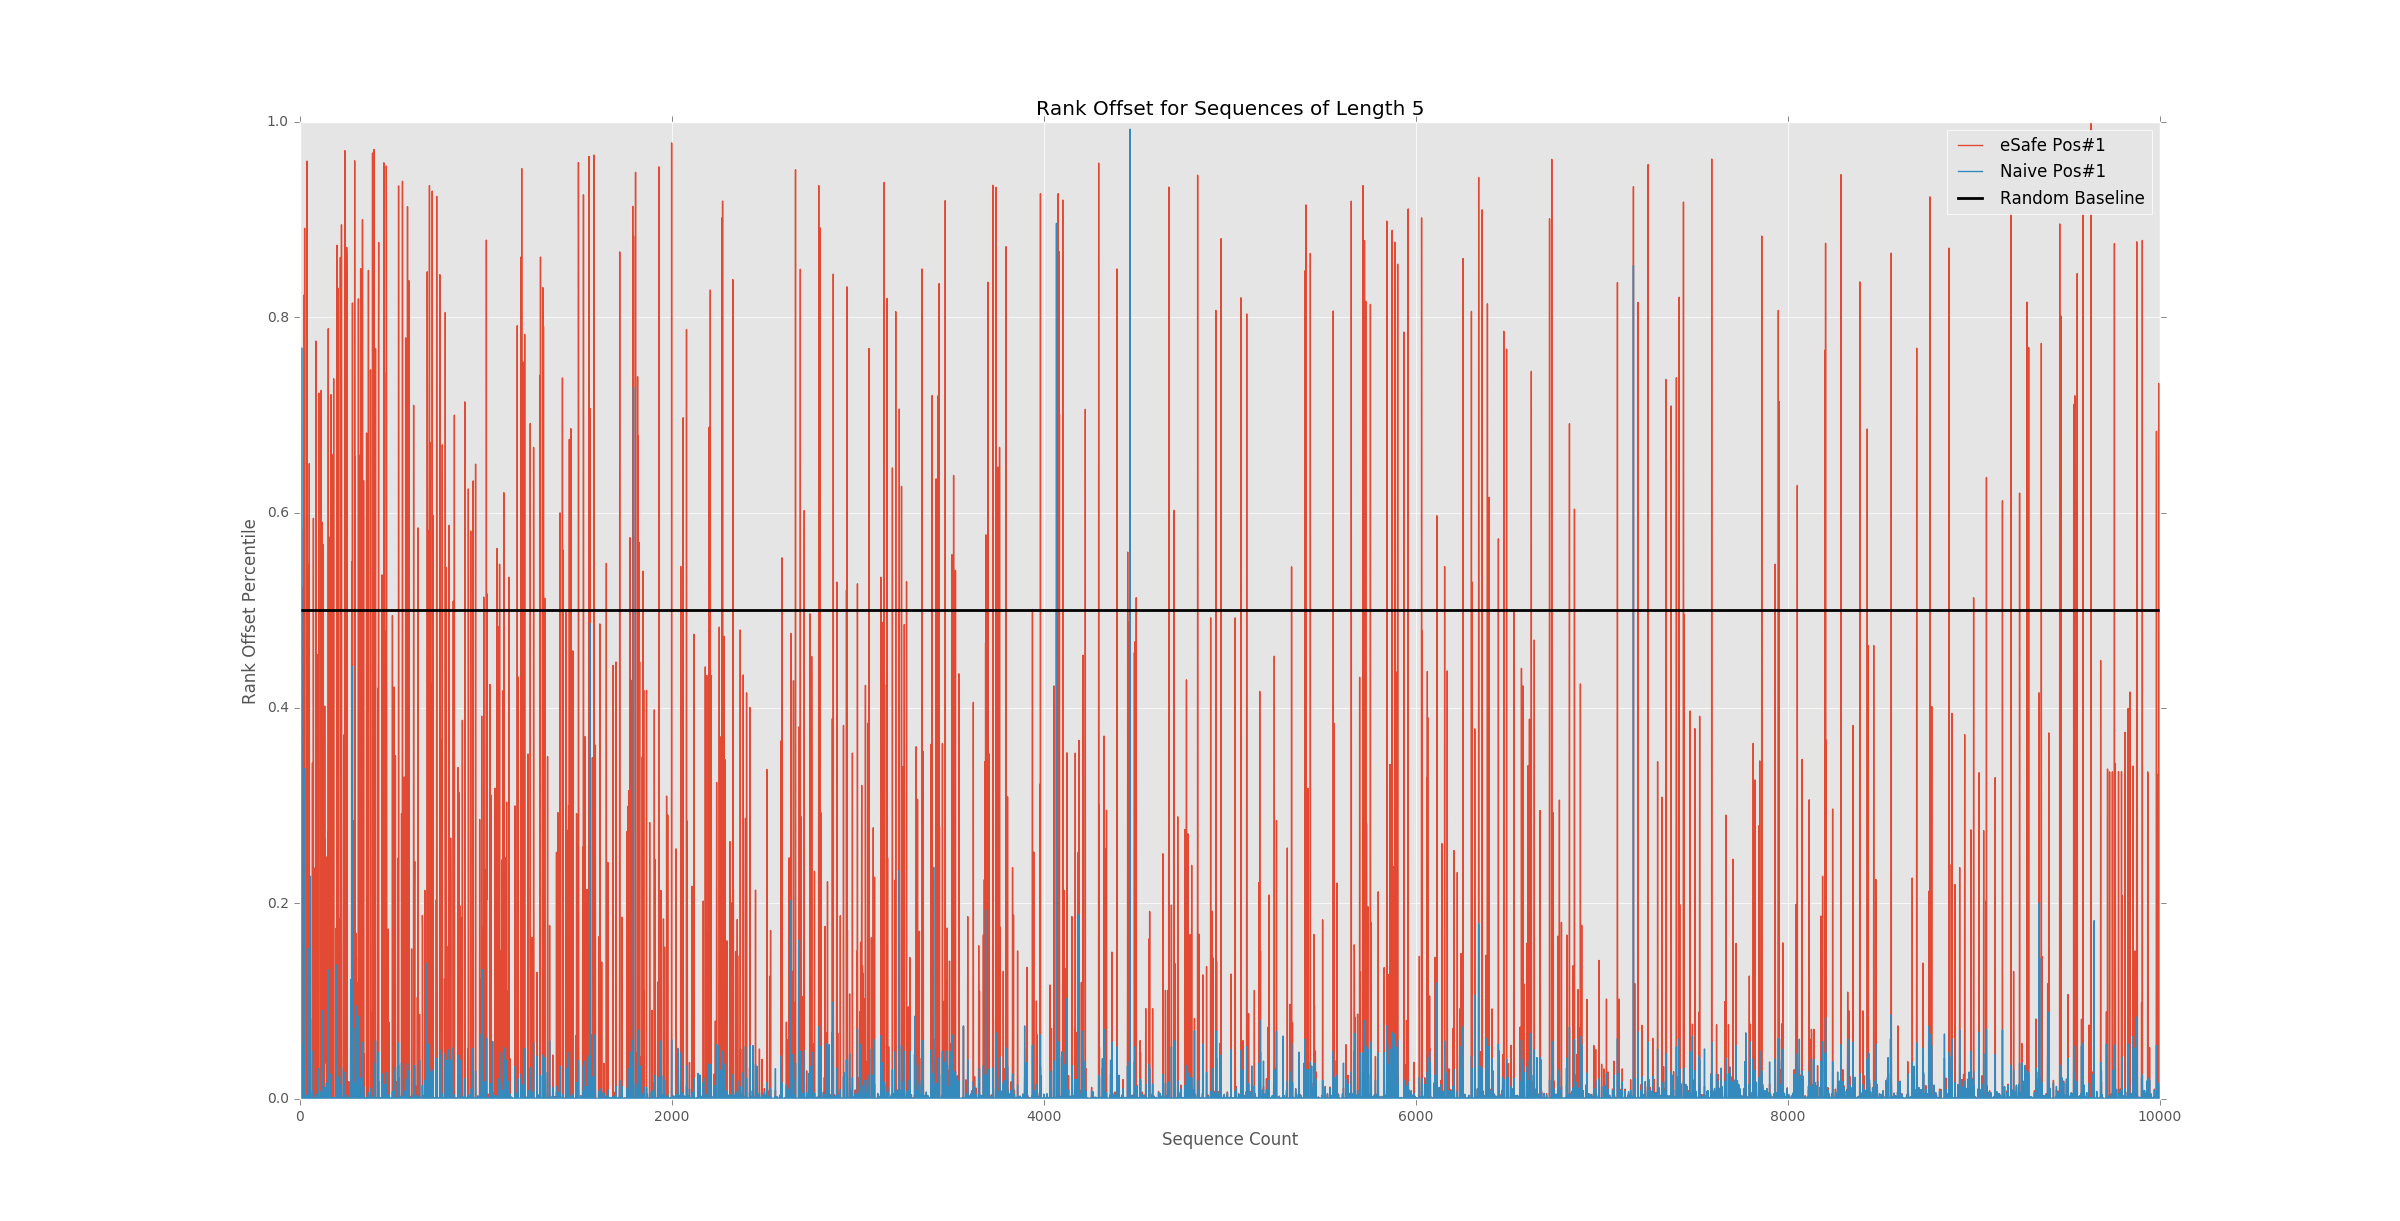 Rank Offset for Sequences of Length 5
eSafe Pos#1
Naive Pos#1
Random Baseline
Rank Offset Percentile
1.0
0.8
0.6
0.4
0.2
0.0
0
2000
4000
6000
8000
10000
Sequence Count